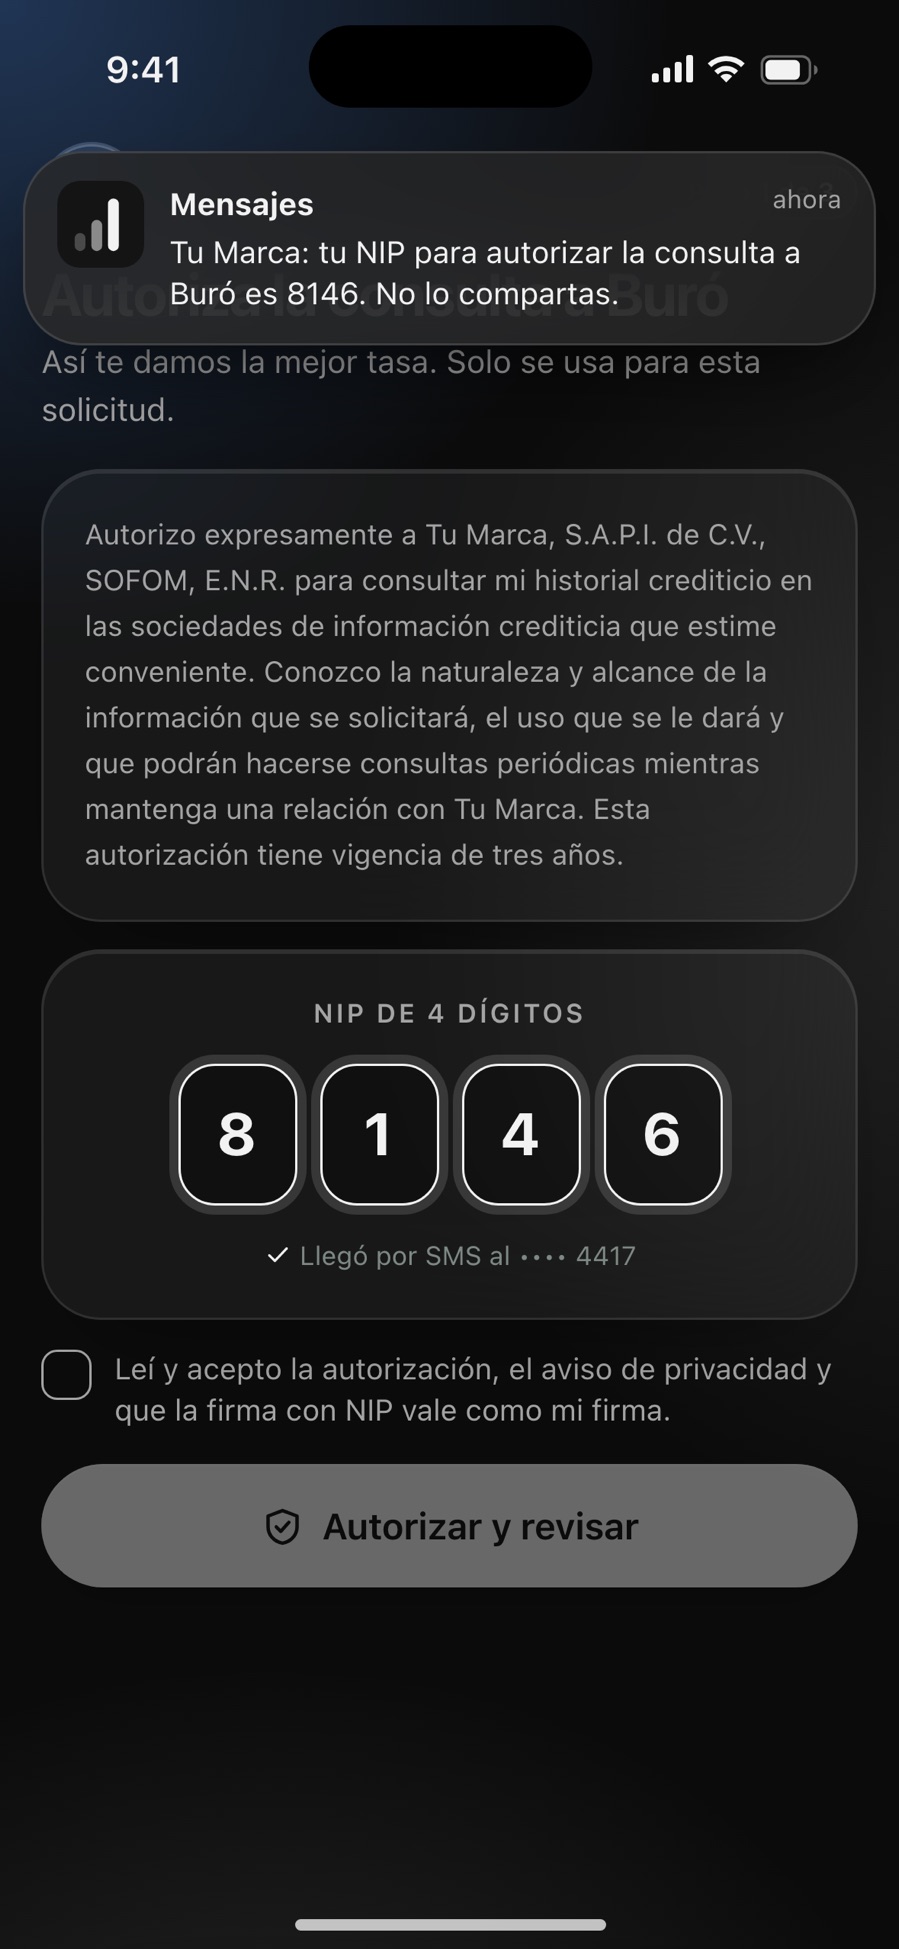 9:41
Mensajes
ahora
Tu Marca: tu NIP para autorizar la consulta a
Buró es 8146. No lo compartas.
Autoriza la consulta a Buró
Así te damos la mejor tasa. Solo se usa para esta
solicitud.
Autorizo expresamente a Tu Marca, S.A.P.I. de C.V.,
SOFOM, E.N.R. para consultar mi historial crediticio en
las sociedades de información crediticia que estime
conveniente. Conozco la naturaleza y alcance de la
información que se solicitará, el uso que se le dará y
que podrán hacerse consultas periódicas mientras
mantenga una relación con Tu Marca. Esta
autorización tiene vigencia de tres años.
NIP DE 4 DÍGITOS
8 1 4 6
Llegó por SMS al •••• 4417
Leí y acepto la autorización, el aviso de privacidad y
que la firma con NIP vale como mi firma.
Autorizar y revisar